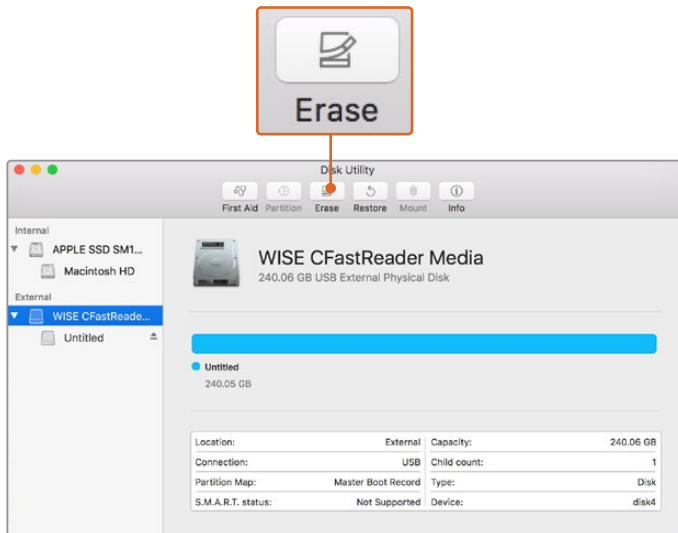 Erase
Disk Utility
First Aid Partition Erase Restore Mount Info
Internal
APPLE SSD SM1...
Macintosh HD
External
WISE CFastReade...
Untitled
WISE CFastReader Media
240.06 GB USB External Physical Disk
Untitled
240.05 GB
Location: External Capacity: 240.06 GB
Connection: USB Child count: 1
Partition Map: Master Boot Record Type: Disk
S.M.A.R.T. status: Not Supported Device: disk4